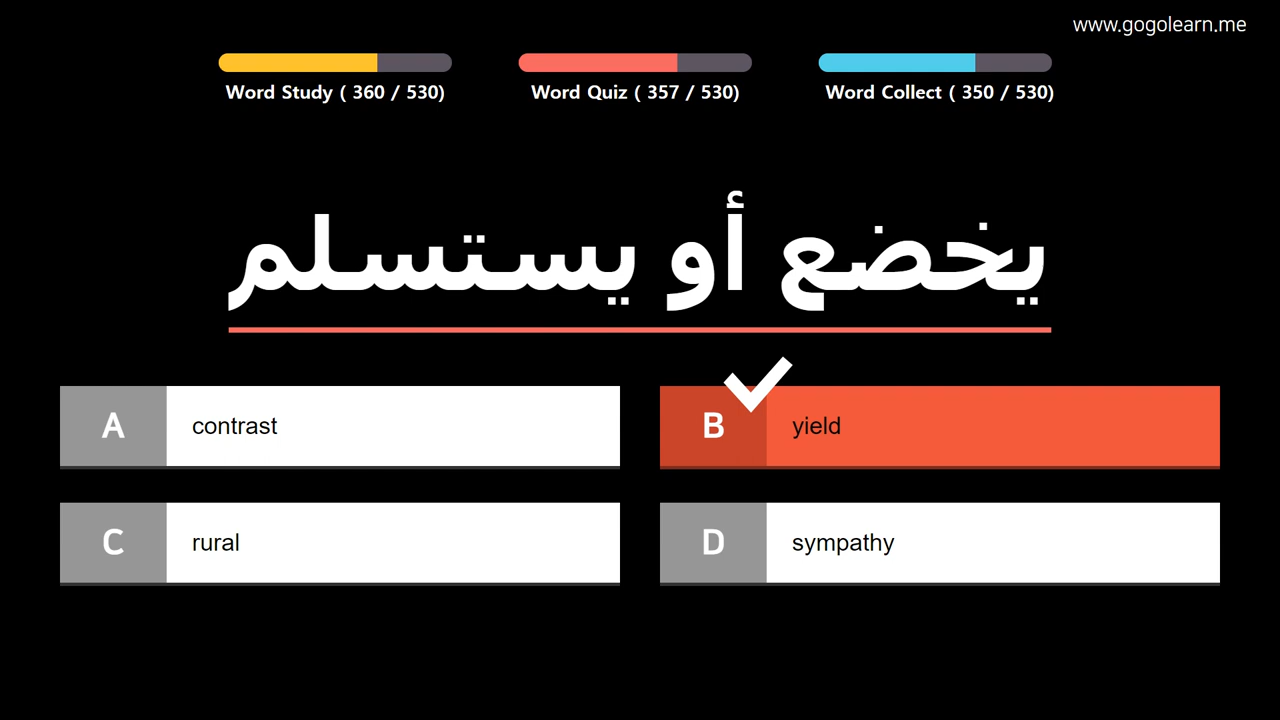 www.gogolearn.me
Word Study ( 360 / 530)
Word Quiz ( 357 / 530)
Word Collect ( 350 / 530)
يخضع أو يستسلم
A contrast
B yield
C rural
D sympathy